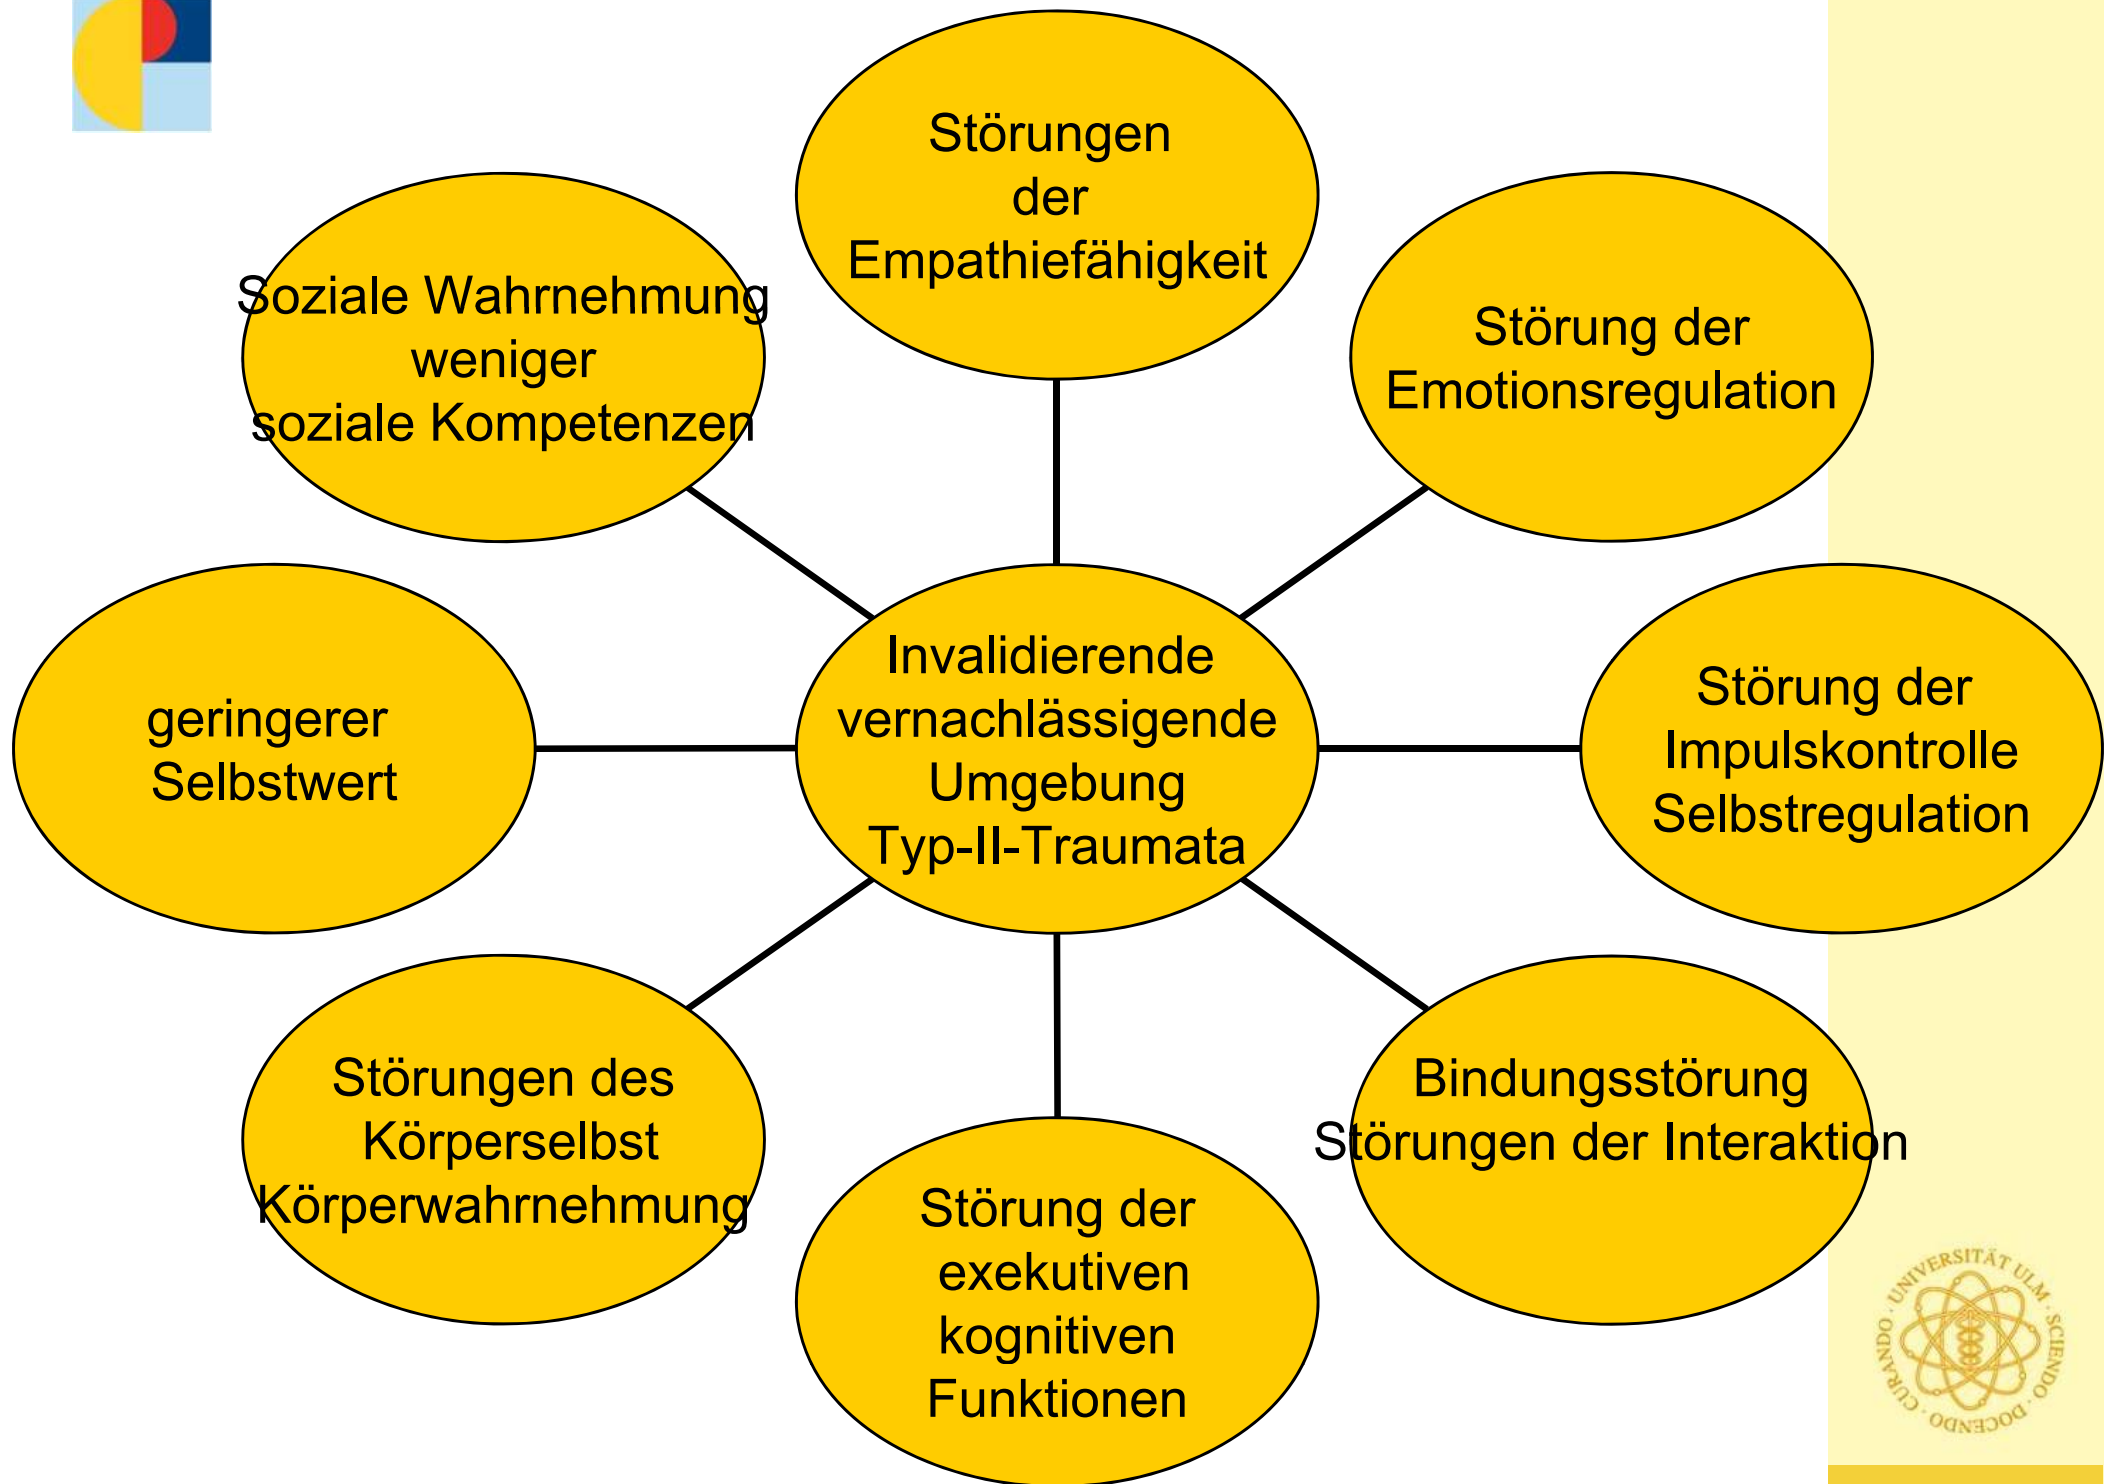 Störungen
der
Empathiefähigkeit
Soziale Wahrnehmung
weniger
soziale Kompetenzen
Störung der
Emotionsregulation
geringerer
Selbstwert
Invalidierende
vernachlässigende
Umgebung
Typ-II-Traumata
Störung der
Impulskontrolle
Selbstregulation
Störungen des
Körperselbst
Körperwahrnehmung
Störung der
exekutiven
kognitiven
Funktionen
Bindungsstörung
Störungen der Interaktion
UNIVERSITÄT ULM · SCIENDO · DOCENDO · CURANDO ·